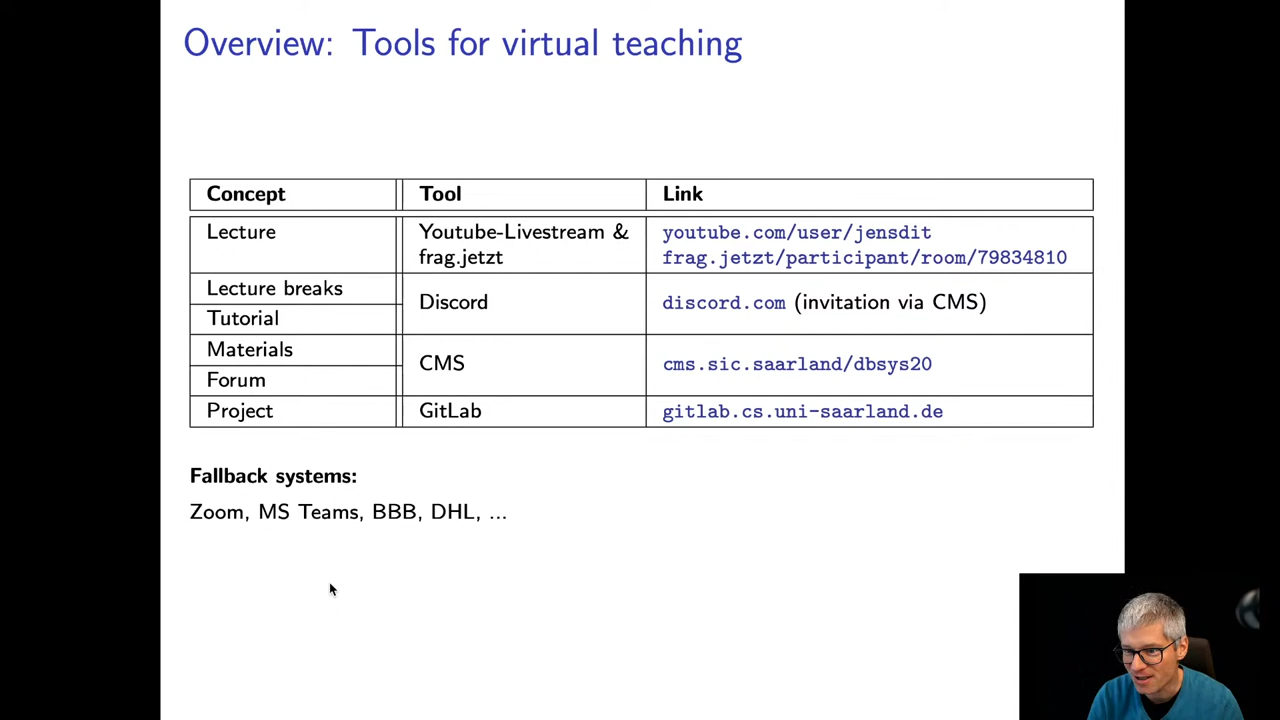 Overview: Tools for virtual teaching
Concept Tool Link
Lecture Youtube-Livestream & youtube.com/user/jensdit
frag.jetzt frag.jetzt/participant/room/79834810
Lecture breaks
Discord discord.com (invitation via CMS)
Tutorial
Materials
CMS cms.sic.saarland/dbsys20
Forum
Project GitLab gitlab.cs.uni-saarland.de
Fallback systems:
Zoom, MS Teams, BBB, DHL, ...